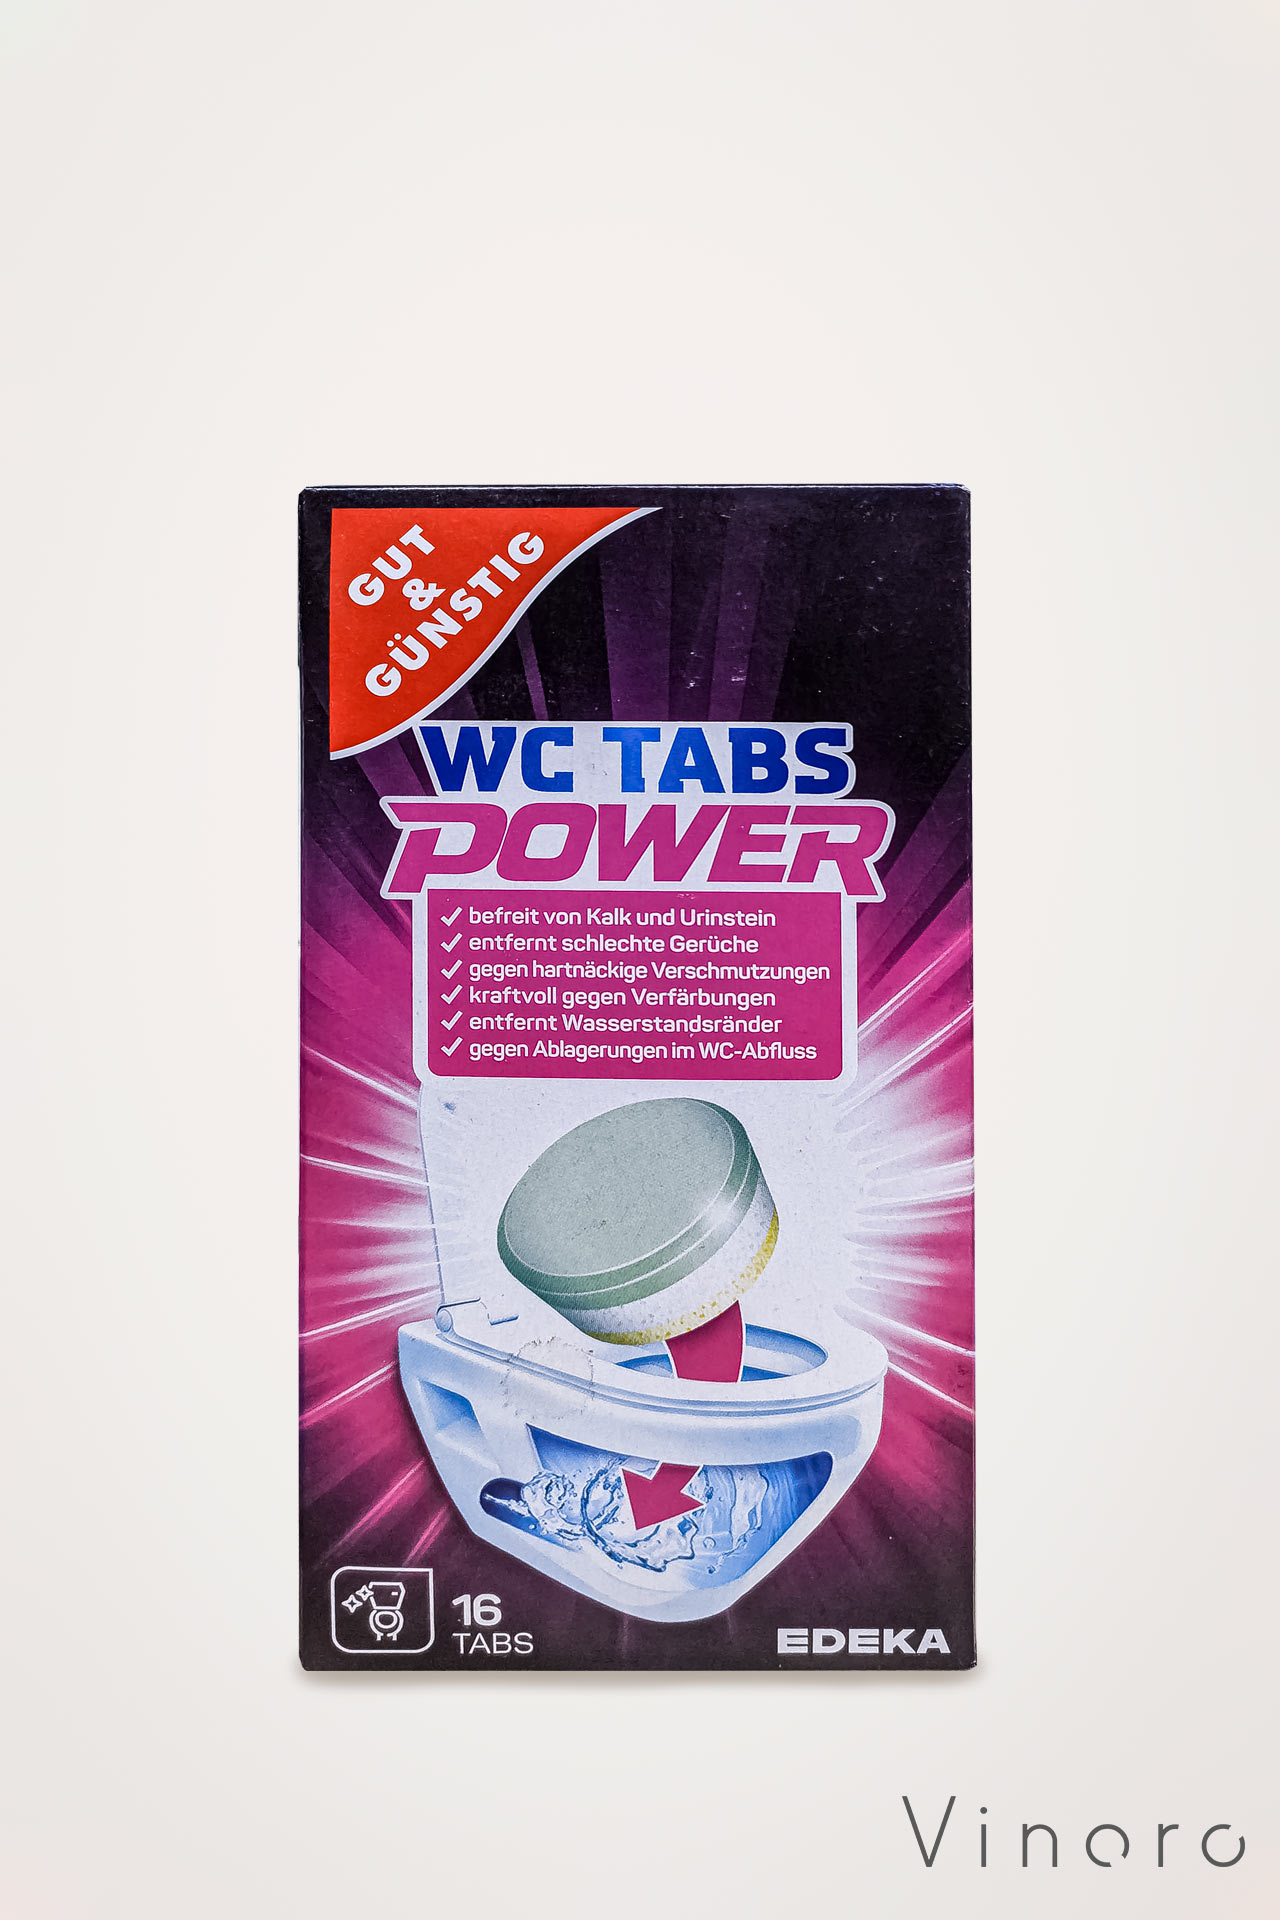 GUT
&
GÜNSTIG
WC TABS
POWER
befreit von Kalk und Urinstein
entfernt schlechte Gerüche
gegen hartnäckige Verschmutzungen
kraftvoll gegen Verfärbungen
entfernt Wasserstandsränder
gegen Ablagerungen im WC-Abfluss
16
TABS
EDEKA
Vinoro